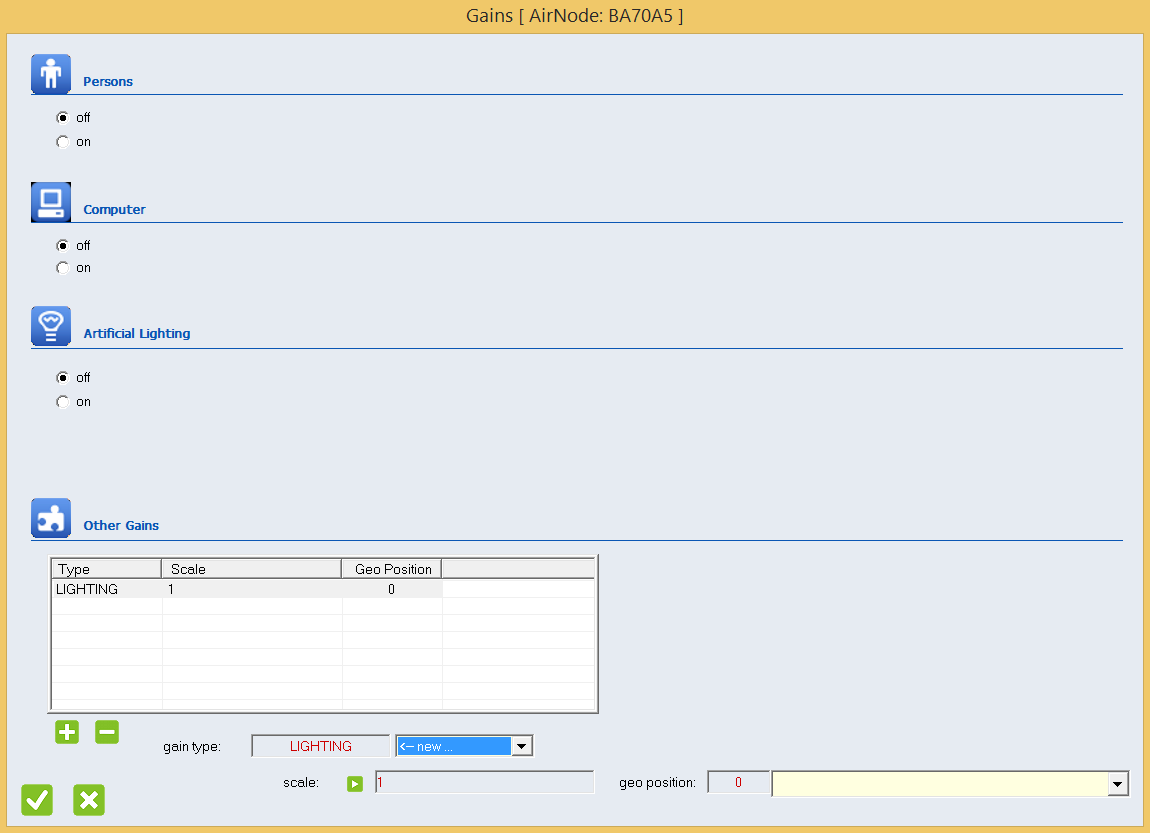 Gains [ AirNode: BA70A5 ]
Persons
off
on
Computer
off
on
Artificial Lighting
off
on
Other Gains
Type Scale Geo Position
LIGHTING 1 0
gain type: LIGHTING <-- new ...
scale: 1 geo position: 0